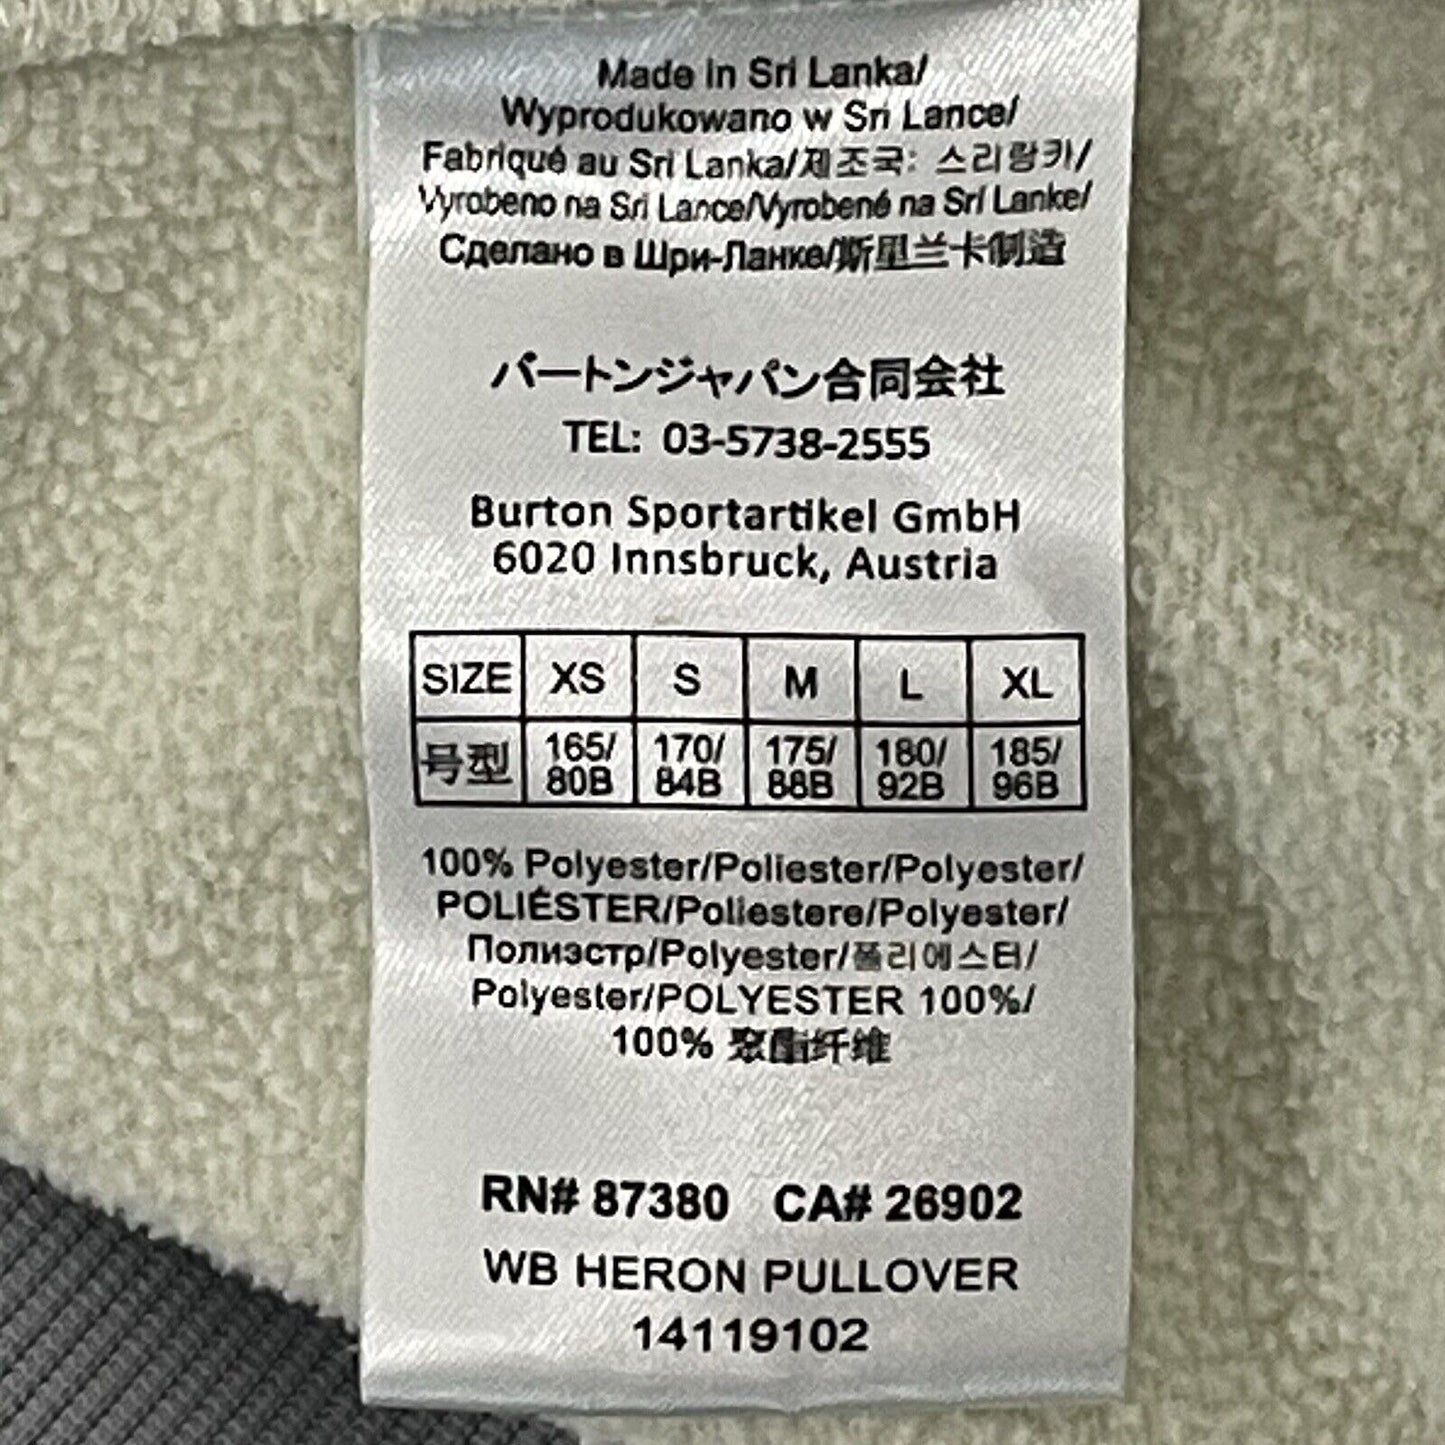 Made in Sri Lanka/
Wyprodukowano w Sri Lance/
Fabriqué au Sri Lanka/제조국: 스리랑카/
Vyrobeno na Srí Lance/Vyrobené na Srí Lanke/
Сделано в Шри-Ланке/斯里兰卡制造
バートンジャパン合同会社
TEL: 03-5738-2555
Burton Sportartikel GmbH
6020 Innsbruck, Austria
SIZE XS S M L XL
号型 165/80B 170/84B 175/88B 180/92B 185/96B
100% Polyester/Poliester/Polyester/
POLIÉSTER/Poliestere/Polyester/
Полиэстр/Polyester/폴리에스터/
Polyester/POLYESTER 100%/
100% 聚酯纤维
RN# 87380 CA# 26902
WB HERON PULLOVER
14119102